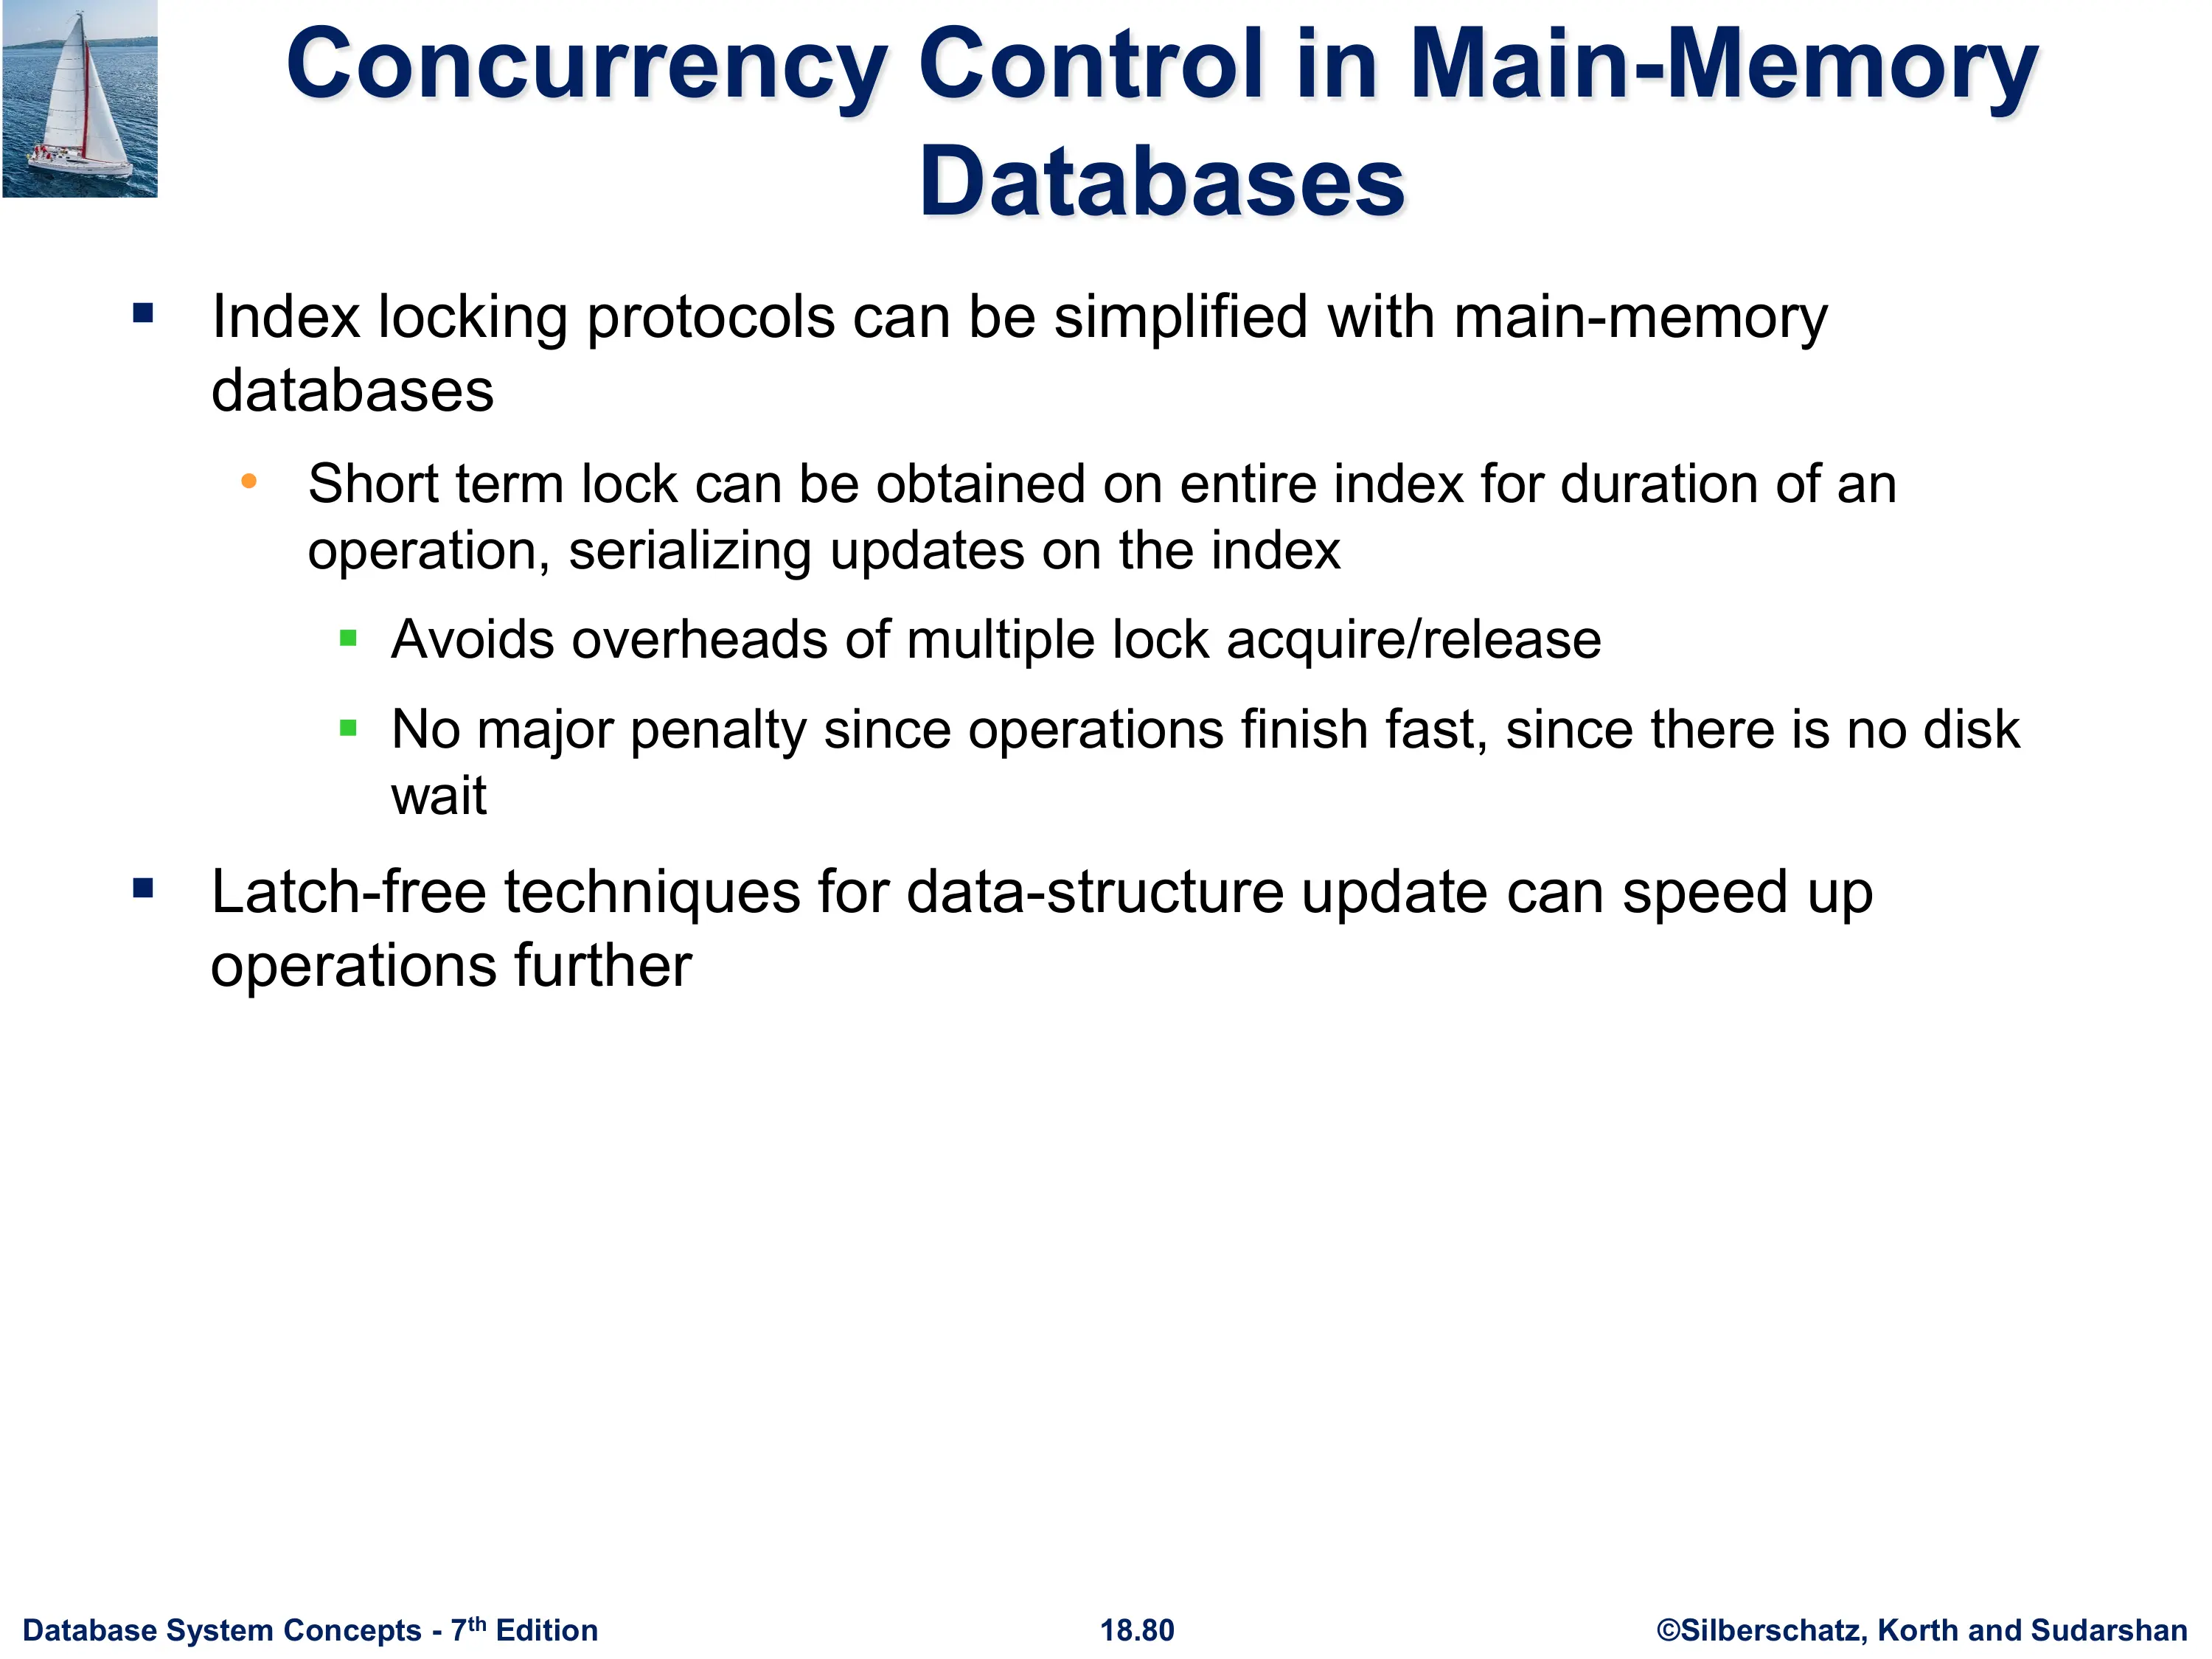 Concurrency Control in Main-Memory
Databases
▪ Index locking protocols can be simplified with main-memory
databases
• Short term lock can be obtained on entire index for duration of an
operation, serializing updates on the index
▪ Avoids overheads of multiple lock acquire/release
▪ No major penalty since operations finish fast, since there is no disk
wait
▪ Latch-free techniques for data-structure update can speed up
operations further
Database System Concepts - 7th Edition 18.80 ©Silberschatz, Korth and Sudarshan